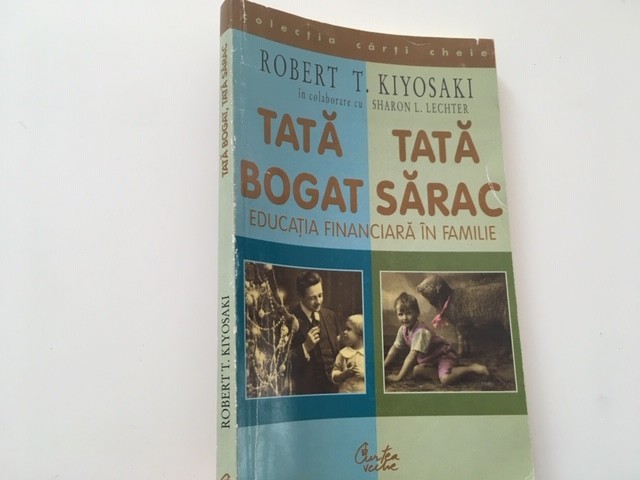 colecția cărți cheie
ROBERT T. KIYOSAKI
în colaborare cu SHARON L. LECHTER
TATĂ BOGAT
TATĂ SĂRAC
EDUCAȚIA FINANCIARĂ ÎN FAMILIE
Curtea
veche
TATĂ BOGAT, TATĂ SĂRAC
ROBERT T. KIYOSAKI